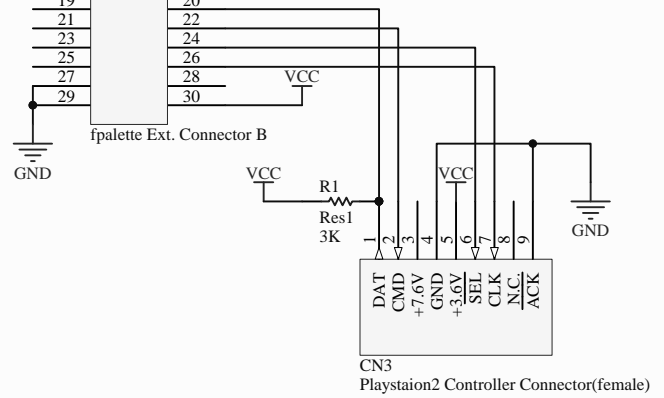 19 20
21 22
23 24
25 26
27 28
29 30
VCC
fpalette Ext. Connector B
GND
VCC
R1
Res1
3K
VCC
GND
1 2 3 4 5 6 7 8 9
DAT
CMD
+7.6V
GND
+3.6V
SEL
CLK
N.C.
ACK
CN3
Playstaion2 Controller Connector(female)